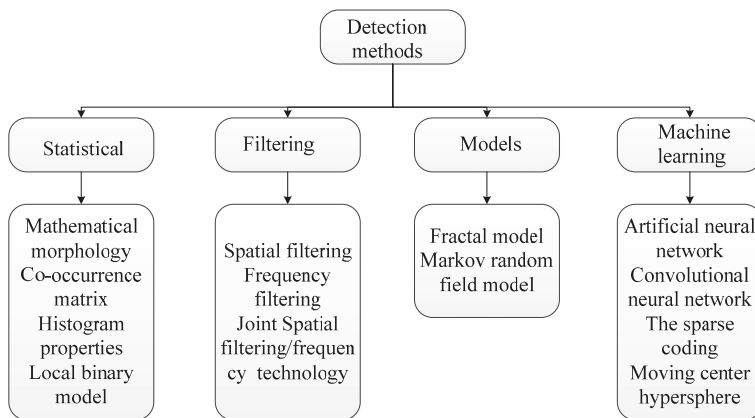 Detection
methods
Statistical
Filtering
Models
Machine
learning
Mathematical
morphology
Co-occurrence
matrix
Histogram
properties
Local binary
model
Spatial filtering
Frequency
filtering
Joint Spatial
filtering/frequen
cy technology
Fractal model
Markov random
field model
Artificial neural
network
Convolutional
neural network
The sparse
coding
Moving center
hypersphere